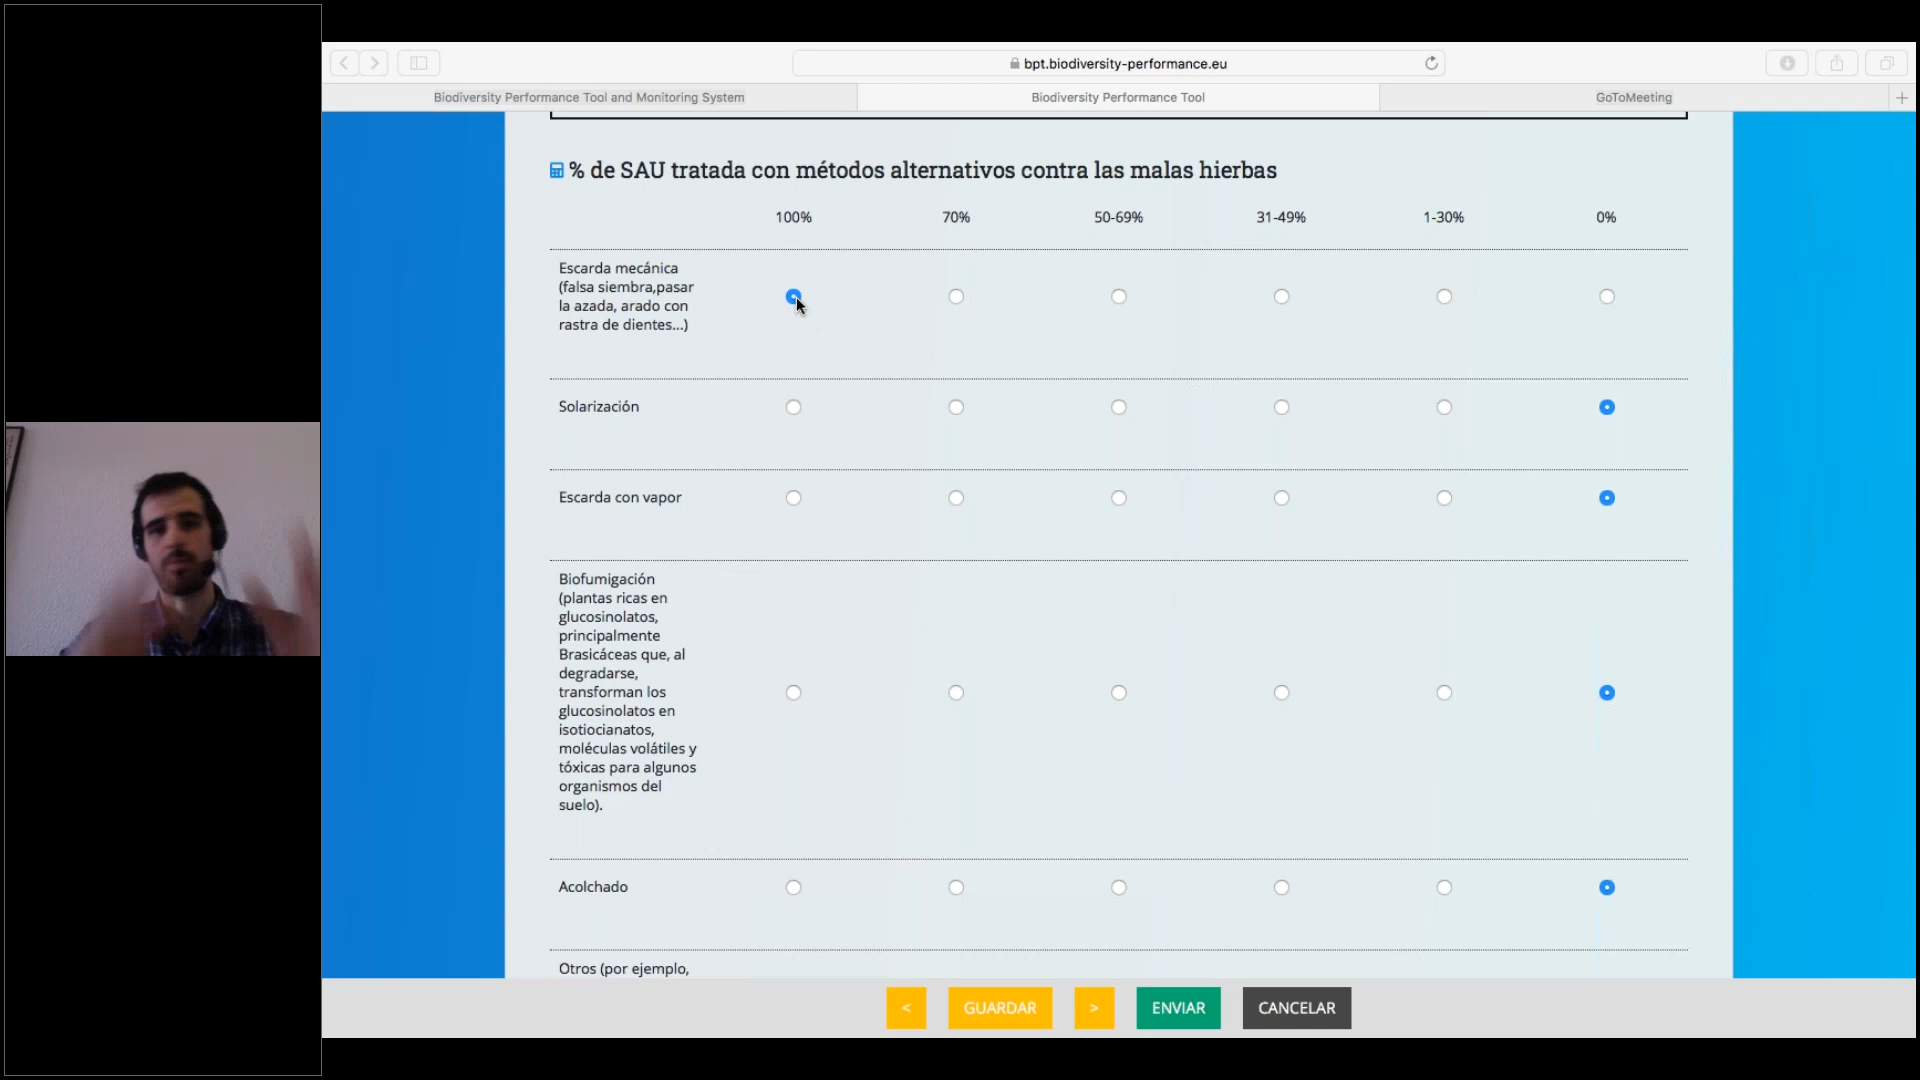 bpt.biodiversity-performance.eu
Biodiversity Performance Tool and Monitoring System
Biodiversity Performance Tool
GoToMeeting
+
% de SAU tratada con métodos alternativos contra las malas hierbas
100% 70% 50-69% 31-49% 1-30% 0%
Escarda mecánica
(falsa siembra,pasar
la azada, arado con
rastra de dientes...)
Solarización
Escarda con vapor
Biofumigación
(plantas ricas en
glucosinolatos,
principalmente
Brasicáceas que, al
degradarse,
transforman los
glucosinolatos en
isotiocianatos,
moléculas volátiles y
tóxicas para algunos
organismos del
suelo).
Acolchado
Otros (por ejemplo,
< GUARDAR > ENVIAR CANCELAR